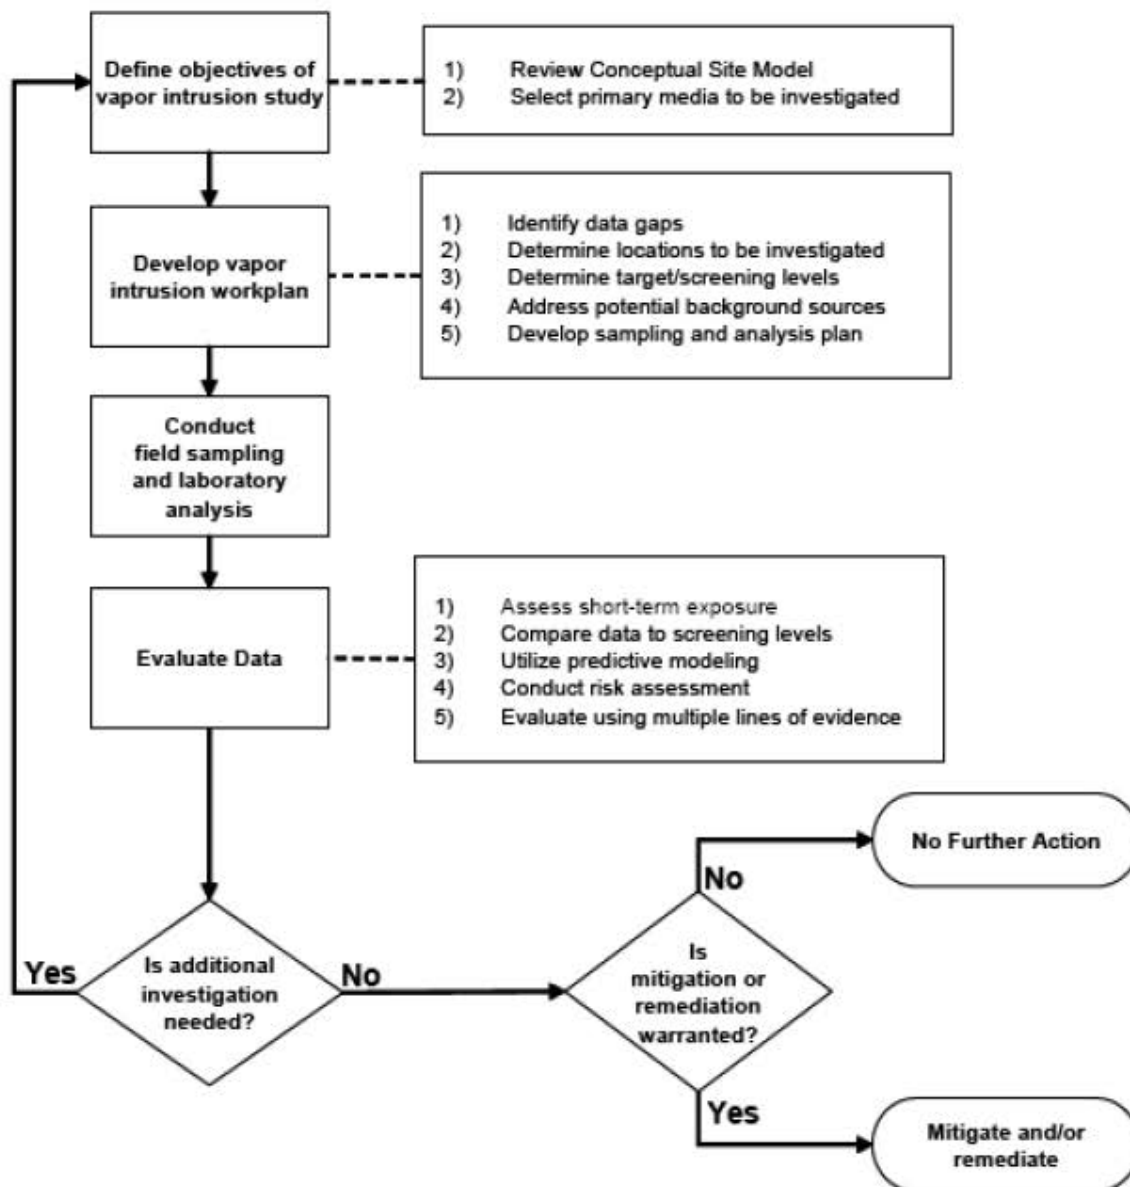 Define objectives of
vapor intrusion study
1) Review Conceptual Site Model
2) Select primary media to be investigated
Develop vapor
intrusion workplan
1) Identify data gaps
2) Determine locations to be investigated
3) Determine target/screening levels
4) Address potential background sources
5) Develop sampling and analysis plan
Conduct
field sampling
and laboratory
analysis
Evaluate Data
1) Assess short-term exposure
2) Compare data to screening levels
3) Utilize predictive modeling
4) Conduct risk assessment
5) Evaluate using multiple lines of evidence
No Further Action
No
Yes
Is additional
investigation
needed?
No
Is
mitigation or
remediation
warranted?
Yes
Mitigate and/or
remediate